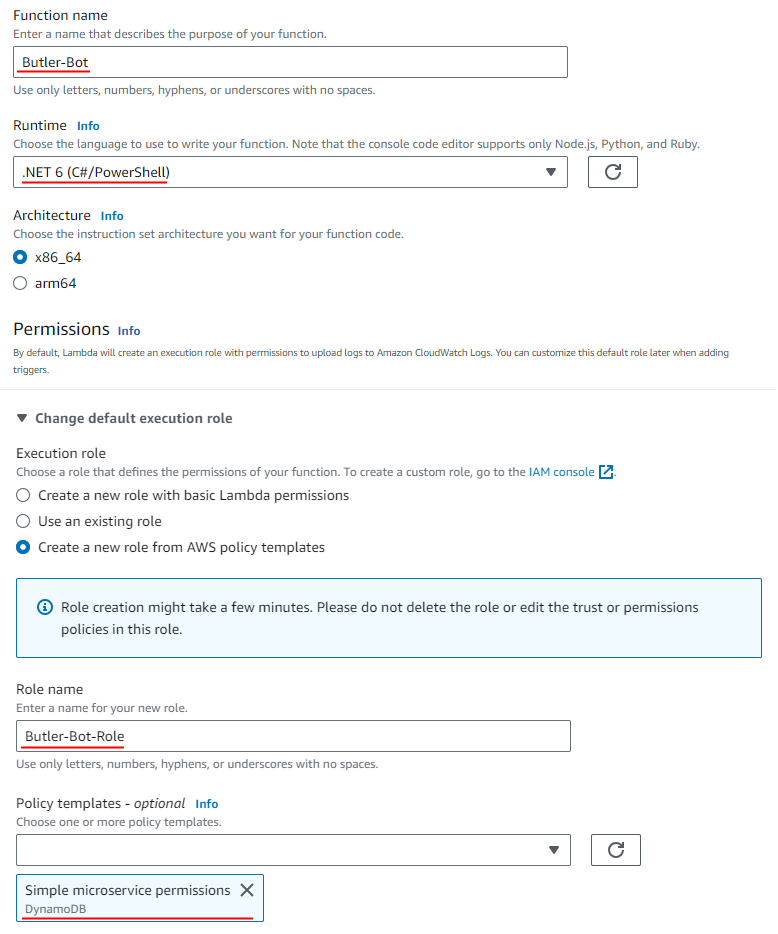 Function name
Enter a name that describes the purpose of your function.
Butler-Bot
Use only letters, numbers, hyphens, or underscores with no spaces.
Runtime Info
Choose the language to use to write your function. Note that the console code editor supports only Node.js, Python, and Ruby.
.NET 6 (C#/PowerShell)
Architecture Info
Choose the instruction set architecture you want for your function code.
x86_64
arm64
Permissions Info
By default, Lambda will create an execution role with permissions to upload logs to Amazon CloudWatch Logs. You can customize this default role later when adding
triggers.
Change default execution role
Execution role
Choose a role that defines the permissions of your function. To create a custom role, go to the IAM console.
Create a new role with basic Lambda permissions
Use an existing role
Create a new role from AWS policy templates
Role creation might take a few minutes. Please do not delete the role or edit the trust or permissions
policies in this role.
Role name
Enter a name for your new role.
Butler-Bot-Role
Use only letters, numbers, hyphens, or underscores with no spaces.
Policy templates - optional Info
Choose one or more policy templates.
Simple microservice permissions
DynamoDB